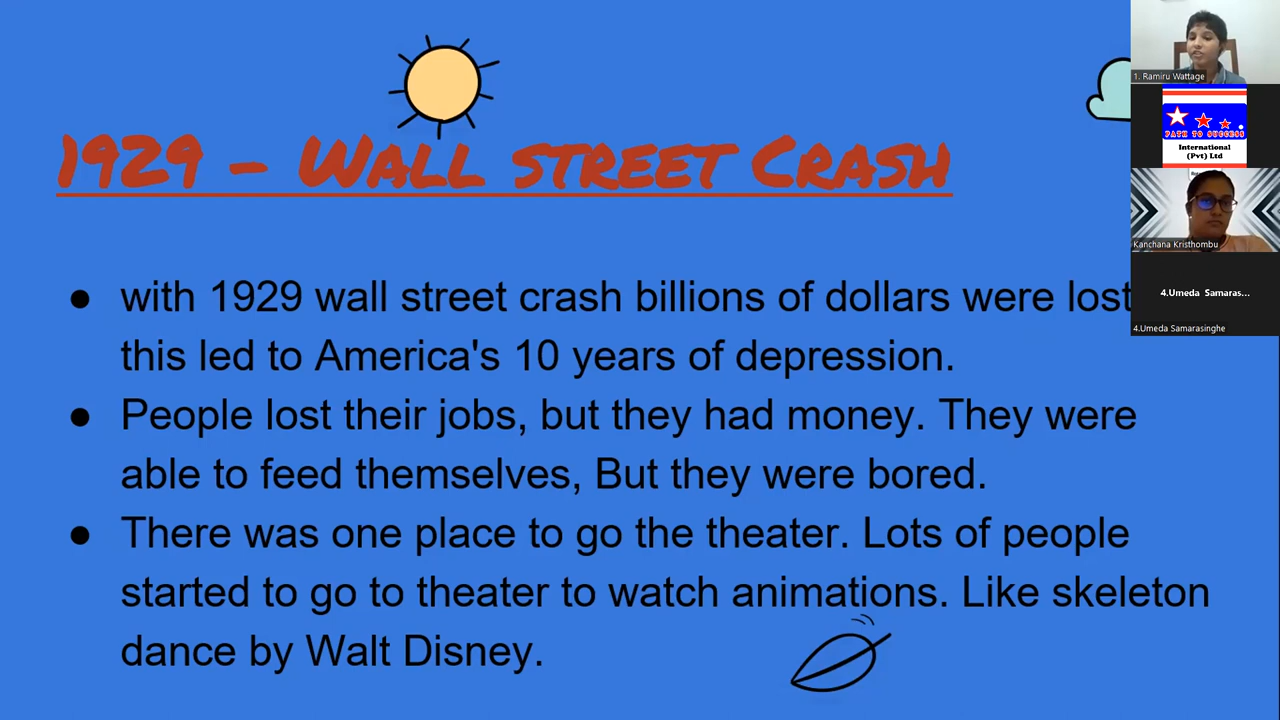 1929 - WALL STREET CRASH
with 1929 wall street crash billions of dollars were lost
this led to America's 10 years of depression.
People lost their jobs, but they had money. They were
able to feed themselves, But they were bored.
There was one place to go the theater. Lots of people
started to go to theater to watch animations. Like skeleton
dance by Walt Disney.
1. Ramiru Wattage
PATH TO SUCCESS
International
(Pvt) Ltd
Kanchana Kristhombu
4.Umeda Samaras...
4.Umeda Samarasinghe